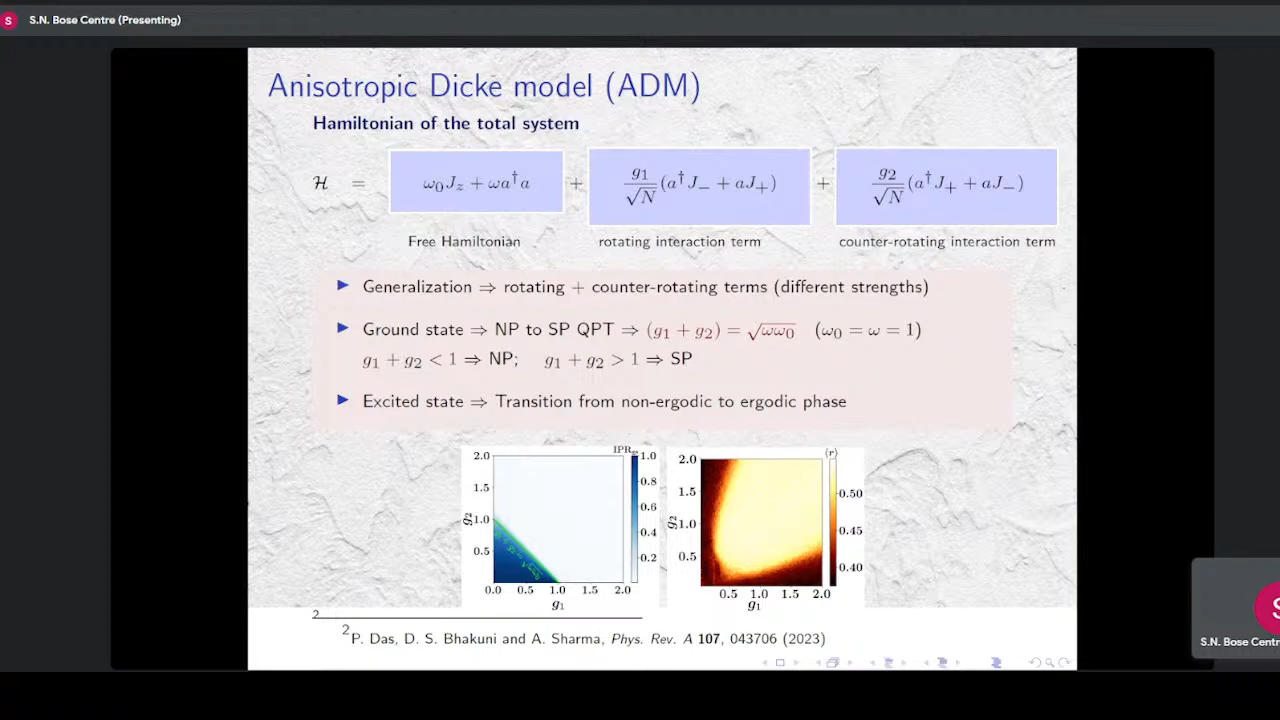 S
S.N. Bose Centre (Presenting)
Anisotropic Dicke model (ADM)
Hamiltonian of the total system
ℋ = ω₀J_z + ωa†a + g₁/√N (a†J₋ + aJ₊) + g₂/√N (a†J₊ + aJ₋)
Free Hamiltonian rotating interaction term counter-rotating interaction term
▶ Generalization ⇒ rotating + counter-rotating terms (different strengths)
▶ Ground state ⇒ NP to SP QPT ⇒ (g₁ + g₂) = √ωω₀ (ω₀ = ω = 1)
g₁ + g₂ < 1 ⇒ NP; g₁ + g₂ > 1 ⇒ SP
▶ Excited state ⇒ Transition from non-ergodic to ergodic phase
2.0
1.5
1.0
0.5
g₂
0.0 0.5 1.0 1.5 2.0
g₁
1.0
0.8
0.6
0.4
0.2
⟨r⟩
2.0
1.5
1.0
0.5
g₂
0.5 1.0 1.5 2.0
g₁
0.50
0.45
0.40
2
²P. Das, D. S. Bhakuni and A. Sharma, Phys. Rev. A 107, 043706 (2023)
S
S.N. Bose Centr